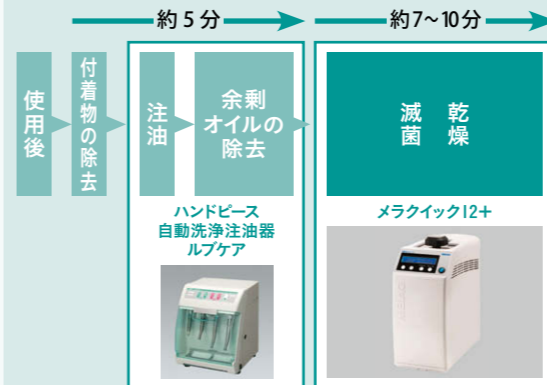 約5分
約7〜10分
使用後
付着物の除去
注油
余剰
オイルの
除去
滅菌
乾燥
ハンドピース
自動洗浄注油器
ルブケア
メラクイック12+